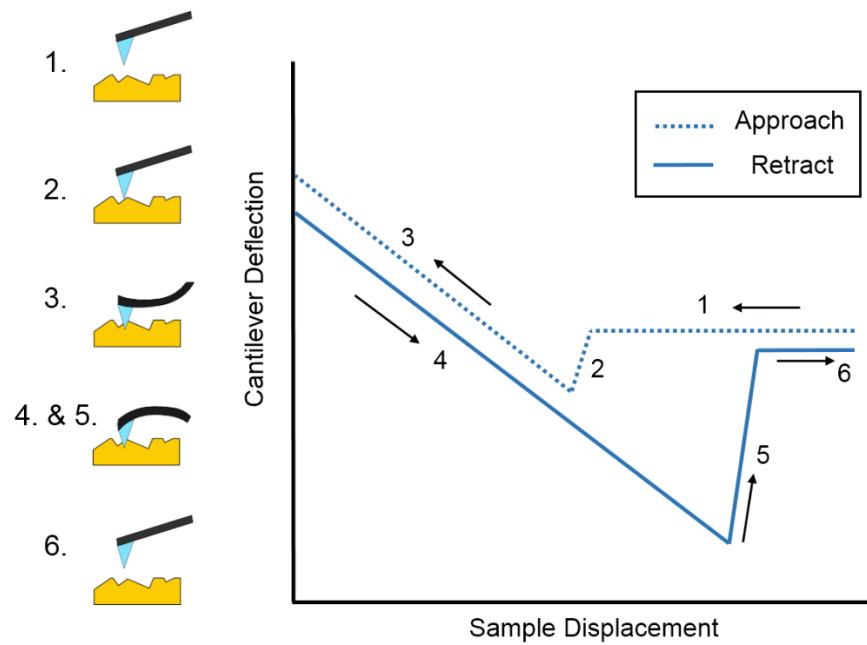 1.
2.
3.
4. & 5.
6.
Cantilever Deflection
Approach
Retract
3
1
4
2
6
5
Sample Displacement